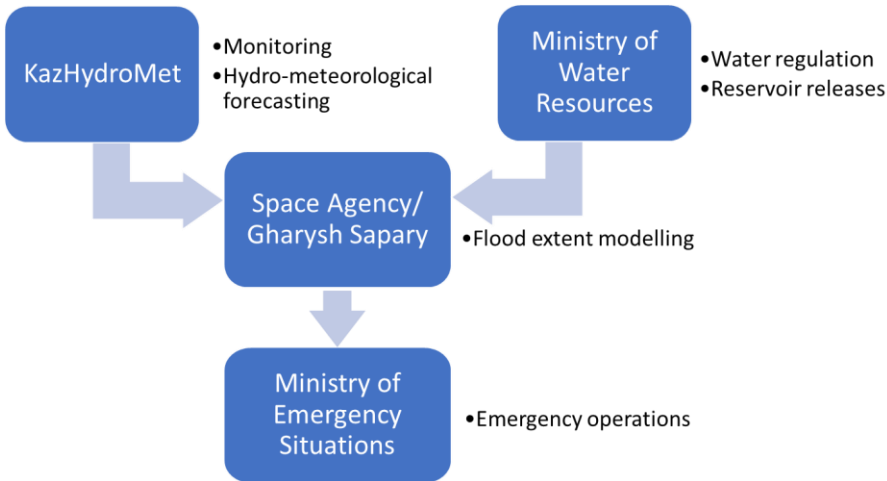 KazHydroMet
•Monitoring
•Hydro-meteorological
forecasting
Ministry of
Water
Resources
•Water regulation
•Reservoir releases
Space Agency/
Gharysh Sapary
•Flood extent modelling
Ministry of
Emergency
Situations
•Emergency operations